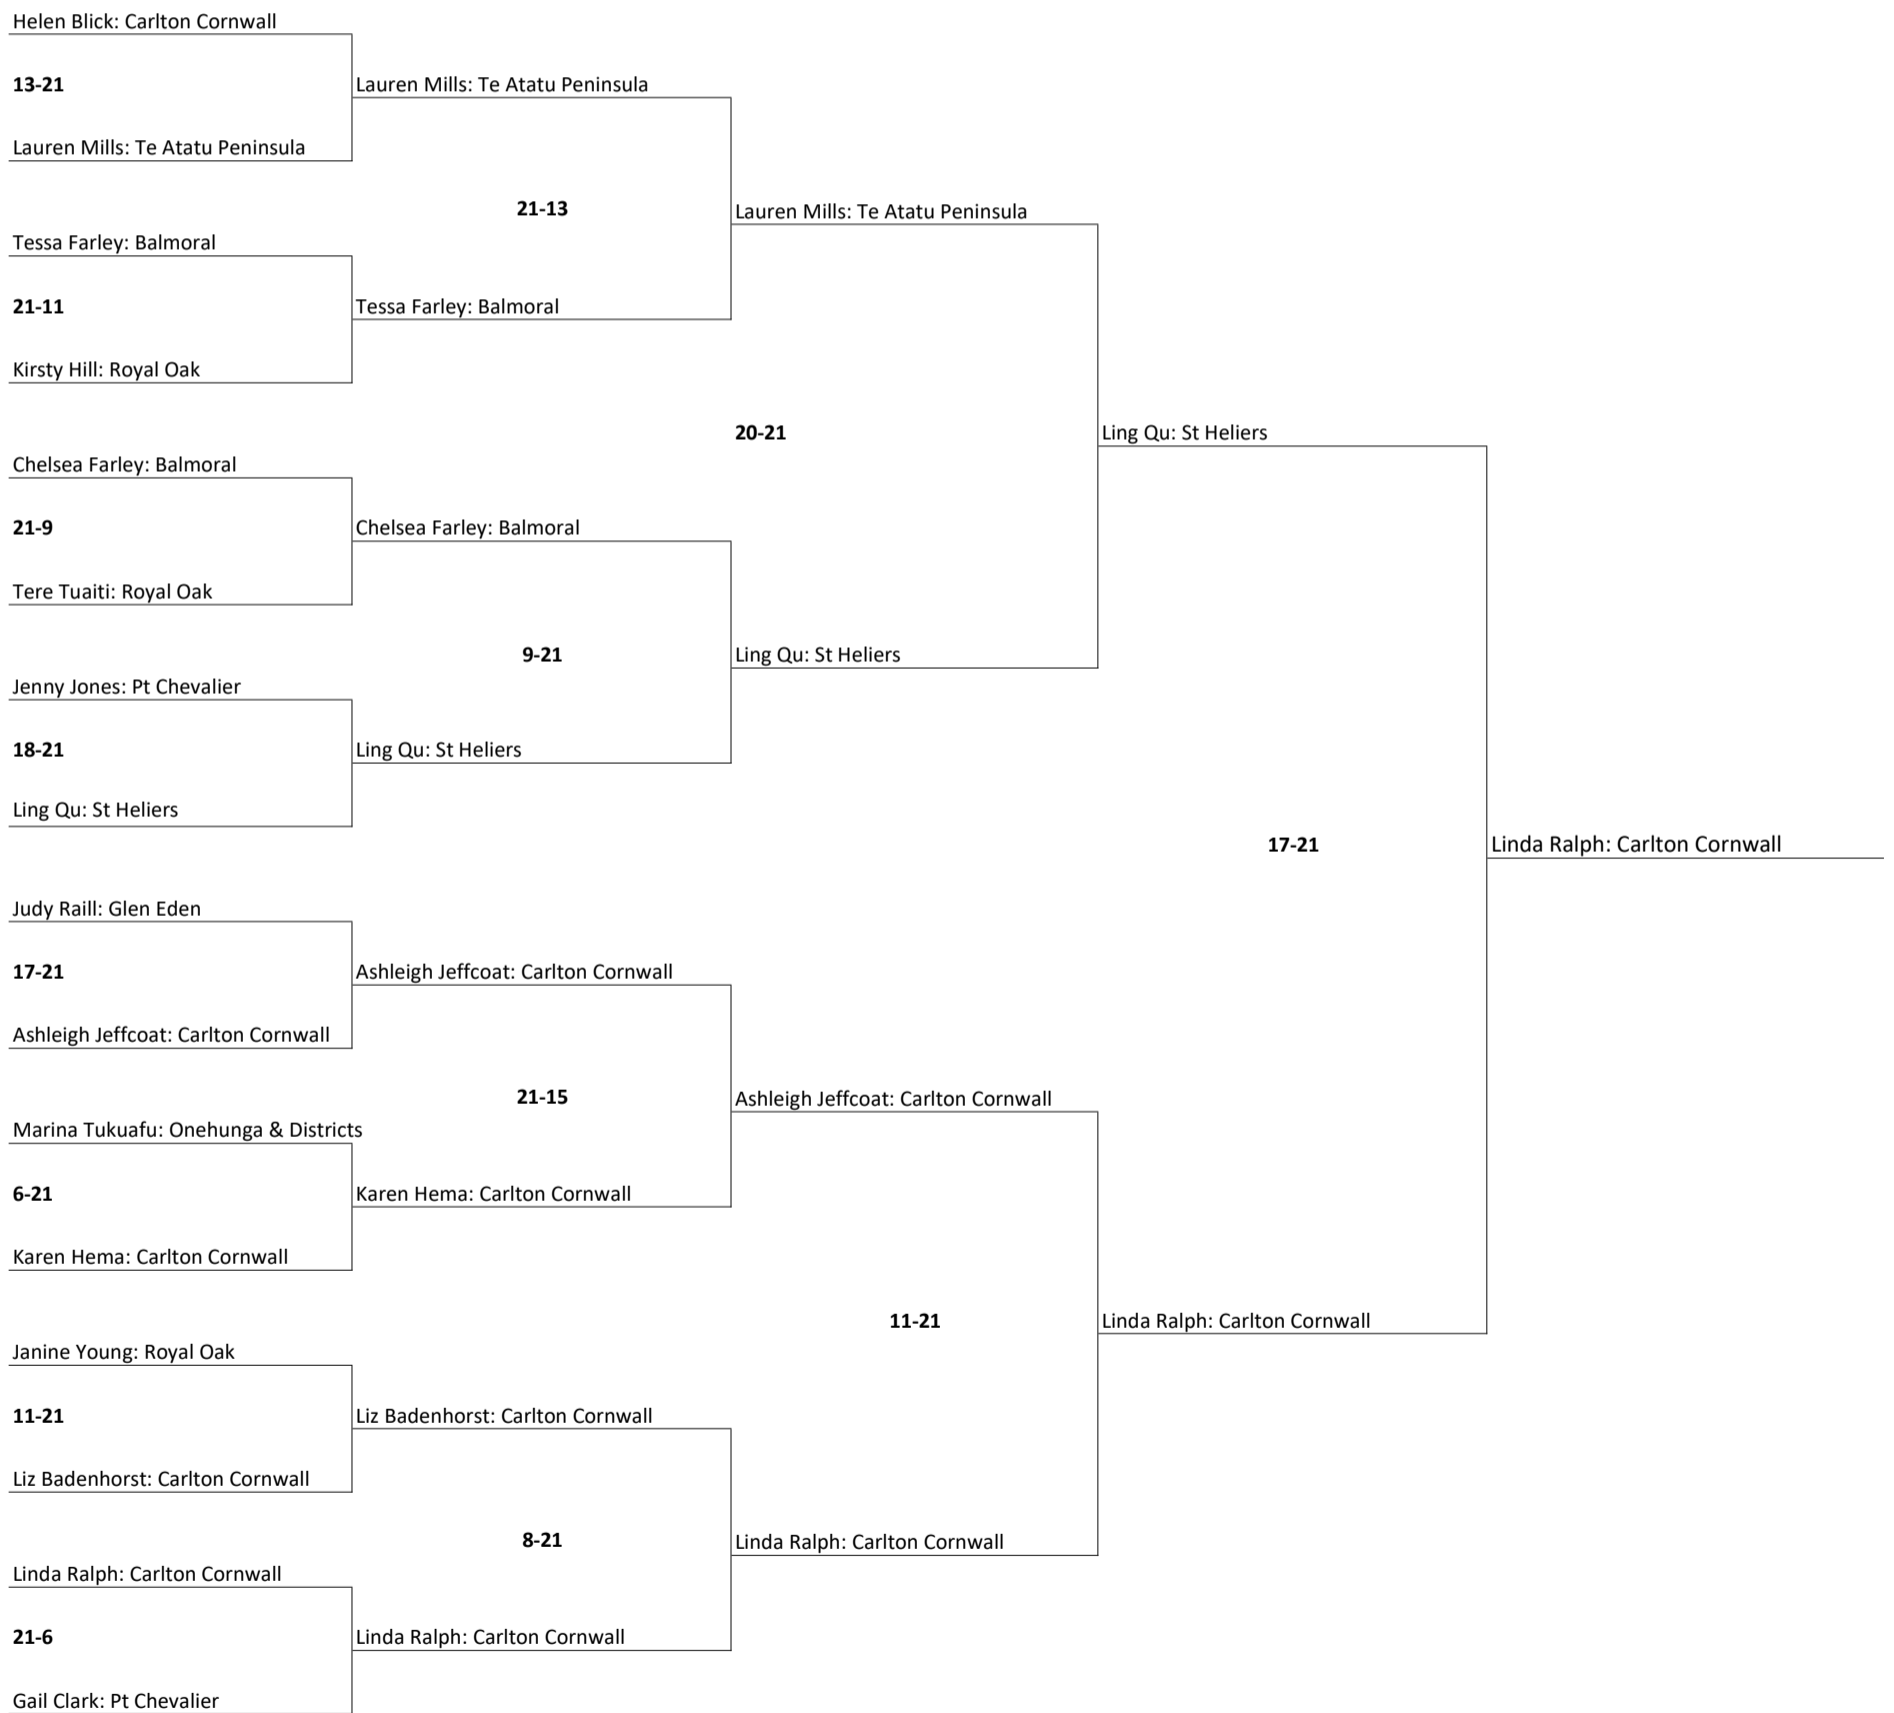 Helen Blick: Carlton Cornwall
13-21
Lauren Mills: Te Atatu Peninsula
Lauren Mills: Te Atatu Peninsula
21-13
Lauren Mills: Te Atatu Peninsula
Tessa Farley: Balmoral
21-11
Tessa Farley: Balmoral
Kirsty Hill: Royal Oak
20-21
Ling Qu: St Heliers
Chelsea Farley: Balmoral
21-9
Chelsea Farley: Balmoral
Tere Tuaiti: Royal Oak
9-21
Ling Qu: St Heliers
Jenny Jones: Pt Chevalier
18-21
Ling Qu: St Heliers
Ling Qu: St Heliers
17-21
Linda Ralph: Carlton Cornwall
Judy Raill: Glen Eden
17-21
Ashleigh Jeffcoat: Carlton Cornwall
Ashleigh Jeffcoat: Carlton Cornwall
21-15
Ashleigh Jeffcoat: Carlton Cornwall
Marina Tukuafu: Onehunga & Districts
6-21
Karen Hema: Carlton Cornwall
Karen Hema: Carlton Cornwall
11-21
Linda Ralph: Carlton Cornwall
Janine Young: Royal Oak
11-21
Liz Badenhorst: Carlton Cornwall
Liz Badenhorst: Carlton Cornwall
8-21
Linda Ralph: Carlton Cornwall
Linda Ralph: Carlton Cornwall
21-6
Linda Ralph: Carlton Cornwall
Gail Clark: Pt Chevalier